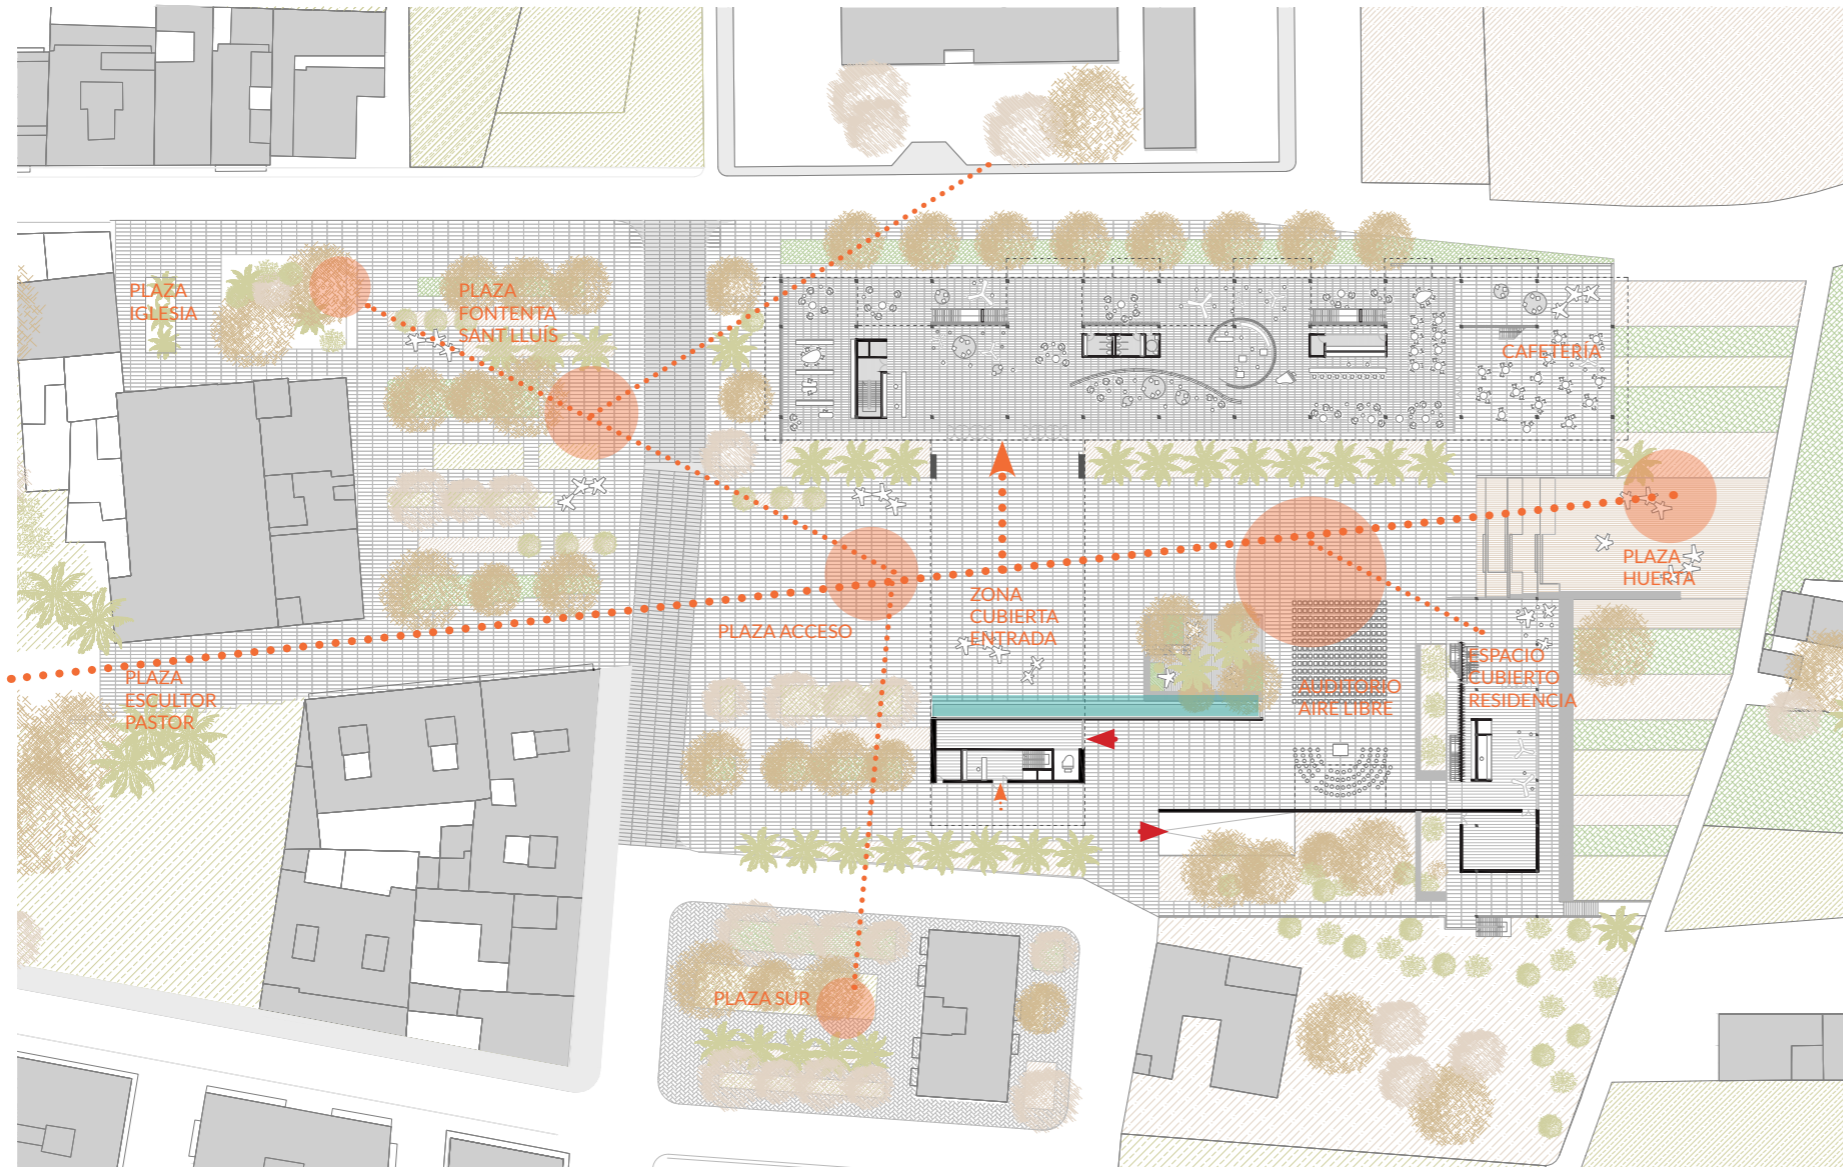 PLAZA
IGLESIA
PLAZA
FONTENTA
SANT LLUÍS
CAFETERÍA
PLAZA
HUERTA
ZONA
CUBIERTA
ENTRADA
PLAZA ACCESO
PLAZA
ESCULTOR
PASTOR
AUDITORIO
AIRE LIBRE
ESPACIO
CUBIERTO
RESIDENCIA
PLAZA SUR